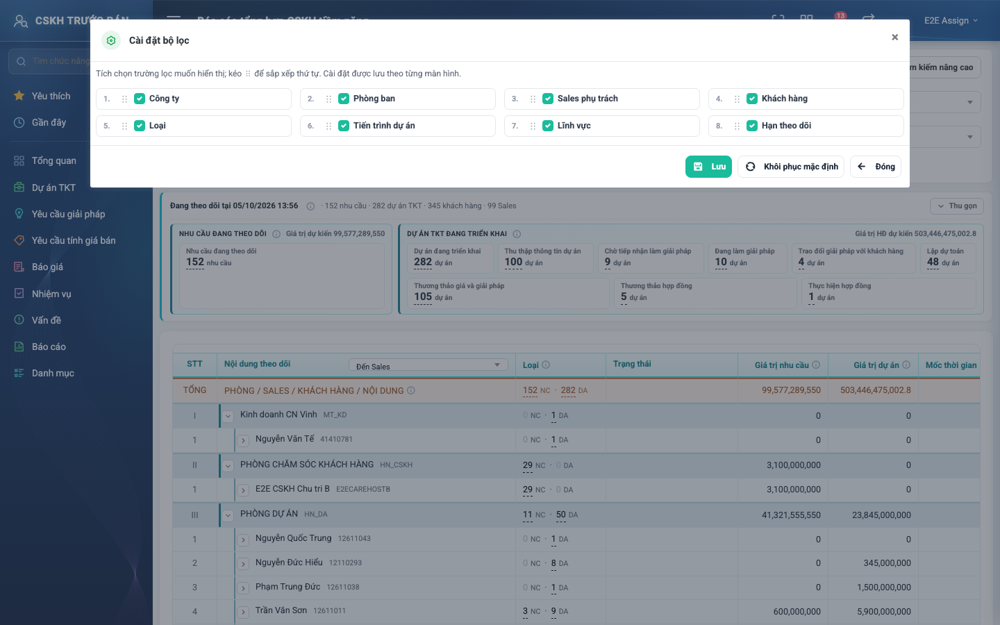 CSKH TRƯỚC BÁN
13
E2E Assign
Cài đặt bộ lọc
×
Tìm chức năng
Tích chọn trường lọc muốn hiển thị; kéo để sắp xếp thứ tự. Cài đặt được lưu theo từng màn hình.
m kiếm nâng cao
1. Công ty
2. Phòng ban
3. Sales phụ trách
4. Khách hàng
5. Loại
6. Tiến trình dự án
7. Lĩnh vực
8. Hạn theo dõi
Lưu
Khôi phục mặc định
Đóng
Yêu thích
Gần đây
Tổng quan
Dự án TKT
Yêu cầu giải pháp
Yêu cầu tính giá bán
Báo giá
Nhiệm vụ
Vấn đề
Báo cáo
Danh mục
Đang theo dõi tại 05/10/2026 13:56 · 152 nhu cầu · 282 dự án TKT · 345 khách hàng · 99 Sales
Thu gọn
NHU CẦU ĐANG THEO DÕI Giá trị dự kiến 99,577,289,550
Nhu cầu đang theo dõi
152 nhu cầu
DỰ ÁN TKT ĐANG TRIỂN KHAI Giá trị HĐ dự kiến 503,446,475,002.8
Dự án đang triển khai
282 dự án
Thu thập thông tin dự án
100 dự án
Chờ tiếp nhận làm giải pháp
9 dự án
Đang làm giải pháp
10 dự án
Trao đổi giải pháp với khách hàng
4 dự án
Lập dự toán
48 dự án
Thương thảo giá và giải pháp
105 dự án
Thương thảo hợp đồng
5 dự án
Thực hiện hợp đồng
1 dự án
STT Nội dung theo dõi Đến Sales Loại Trạng thái Giá trị nhu cầu Giá trị dự án Mốc thời gian
TỔNG PHÒNG / SALES / KHÁCH HÀNG / NỘI DUNG 152 NC · 282 DA 99,577,289,550 503,446,475,002.8
I Kinh doanh CN Vinh MT_KD 0 NC · 1 DA 0 0
1 Nguyễn Văn Tế 41410781 0 NC · 1 DA 0 0
II PHÒNG CHĂM SÓC KHÁCH HÀNG HN_CSKH 29 NC · 0 DA 3,100,000,000 0
1 E2E CSKH Chu tri B E2ECAREHOSTB 29 NC · 0 DA 3,100,000,000 0
III PHÒNG DỰ ÁN HN_DA 11 NC · 50 DA 41,321,555,550 23,845,000,000
1 Nguyễn Quốc Trung 12611043 0 NC · 1 DA 0 0
2 Nguyễn Đức Hiểu 12110293 0 NC · 8 DA 0 345,000,000
3 Phạm Trung Đức 12611038 0 NC · 1 DA 0 1,500,000,000
4 Trần Văn Sơn 12611011 3 NC · 9 DA 600,000,000 5,900,000,000